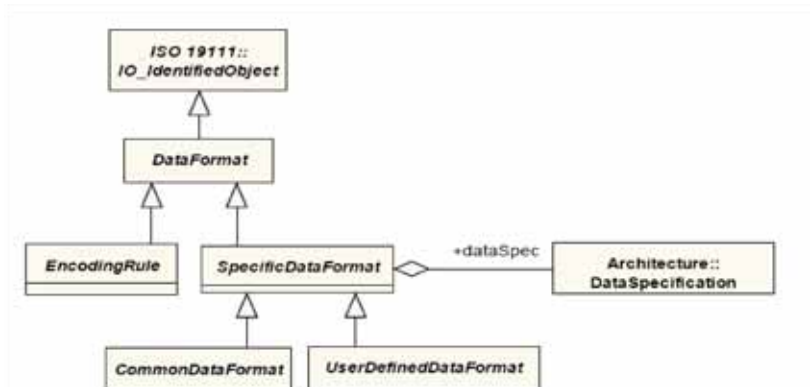 ISO 19111::
IO_IdentifiedObject
DataFormat
EncodingRule
SpecificDataFormat
+dataSpec
Architecture::
DataSpecification
CommonDataFormat
UserDefinedDataFormat